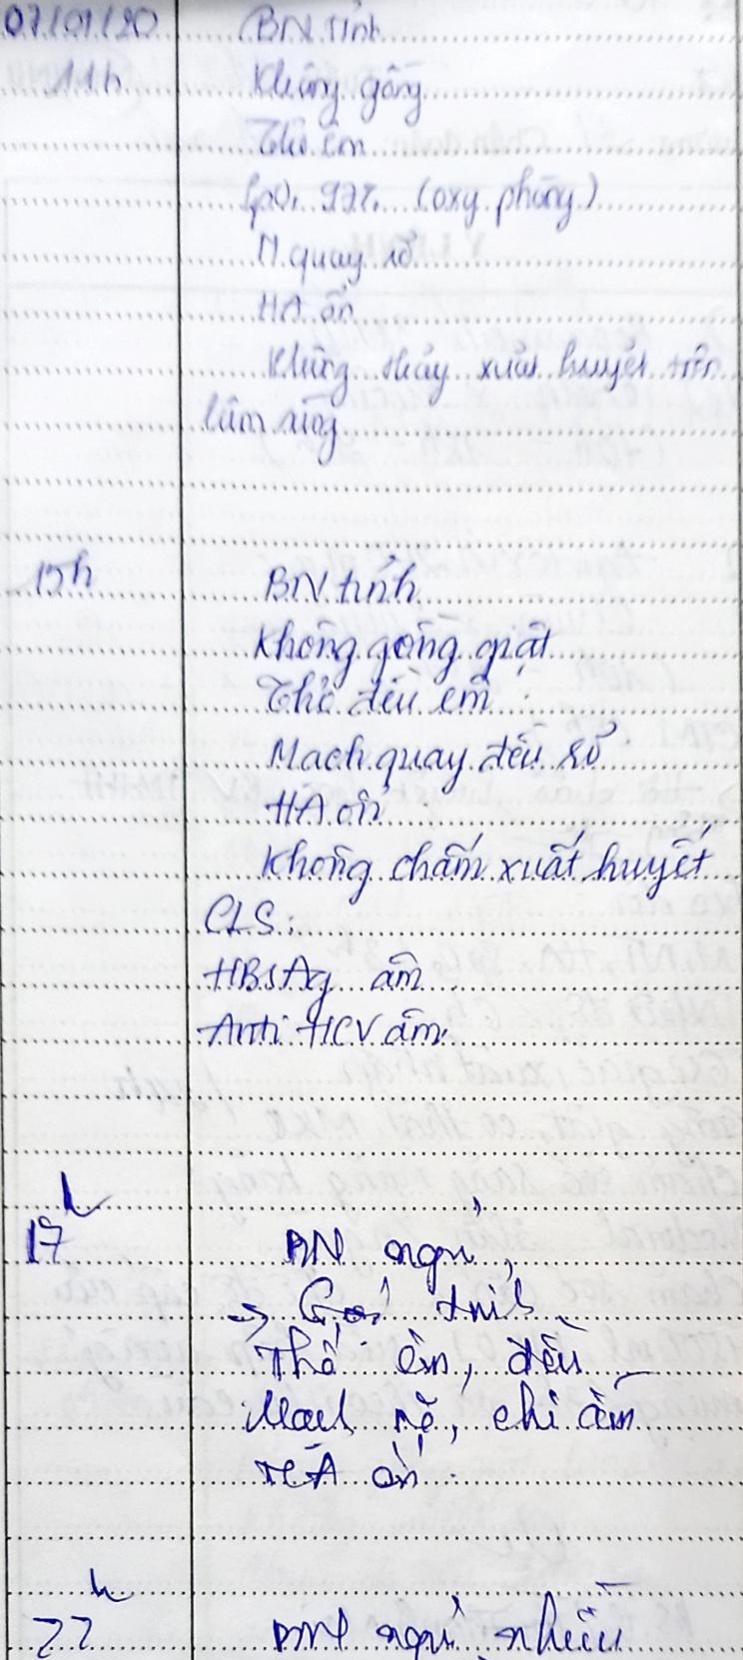 07/01/20 BN tỉnh
11h Không gồng
Thở êm
SpO2 97% (oxy phòng)
M quay rõ
HA ổn
Không thấy xuất huyết trên
lâm sàng
15h BN tỉnh
Không gồng giật
Thở đều êm
Mạch quay đều rõ
HA ổn
Không chấm xuất huyết
CLS:
HBsAg âm
Anti HCV âm
17h BN ngủ,
→ Gọi tỉnh
Thở êm, đều
Mạch rõ, chi ấm
HA ổn
22h BN ngủ nhiều